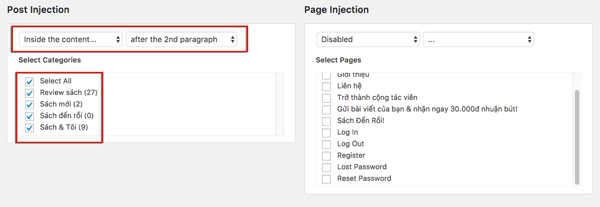 Post Injection
Inside the content... after the 2nd paragraph
Select Categories
Select All
Review sách (27)
Sách mới (2)
Sách đến rồi (0)
Sách & Tôi (9)
Page Injection
Disabled ...
Select Pages
Giới thiệu
Liên hệ
Trở thành cộng tác viên
Gửi bài viết của bạn & nhận ngay 30.000đ nhuận bút!
Sách Đến Rồi!
Log In
Log Out
Register
Lost Password
Reset Password